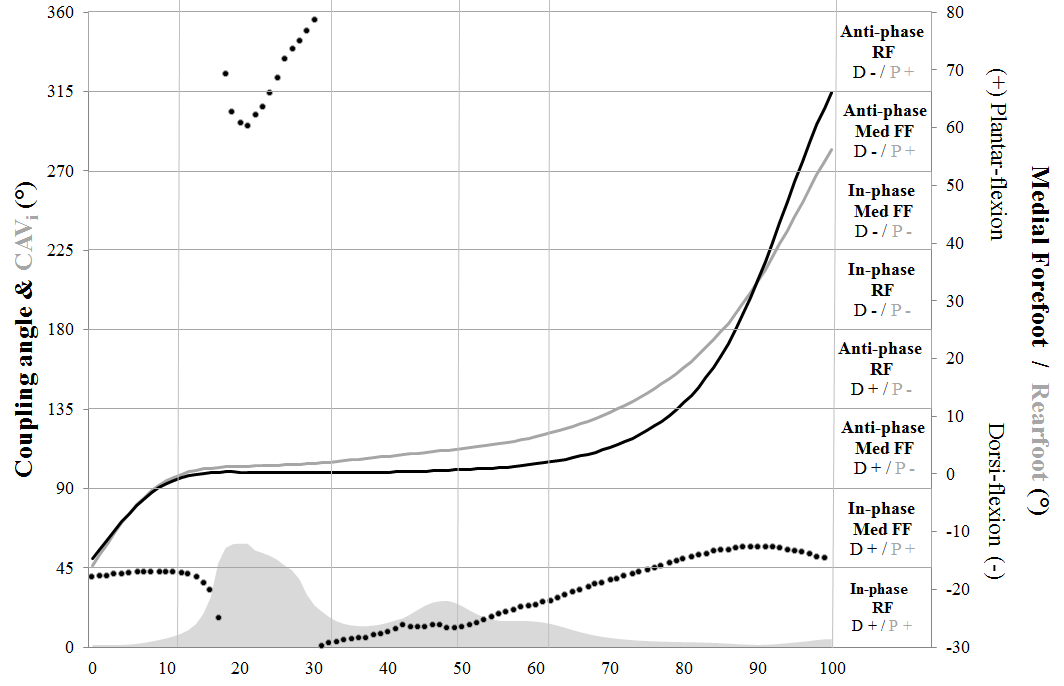 360
315
270
225
180
135
90
45
0
Coupling angle & CAVi (°)
0
10
20
30
40
50
60
70
80
90
100
Anti-phase
RF
D - / P +
Anti-phase
Med FF
D - / P +
In-phase
Med FF
D - / P -
In-phase
RF
D - / P -
Anti-phase
RF
D + / P -
Anti-phase
Med FF
D + / P -
In-phase
Med FF
D + / P +
In-phase
RF
D + / P +
80
70
60
50
40
30
20
10
0
-10
-20
-30
(+) Plantar-flexion
Dorsi-flexion (-)
Medial Forefoot / Rearfoot (°)